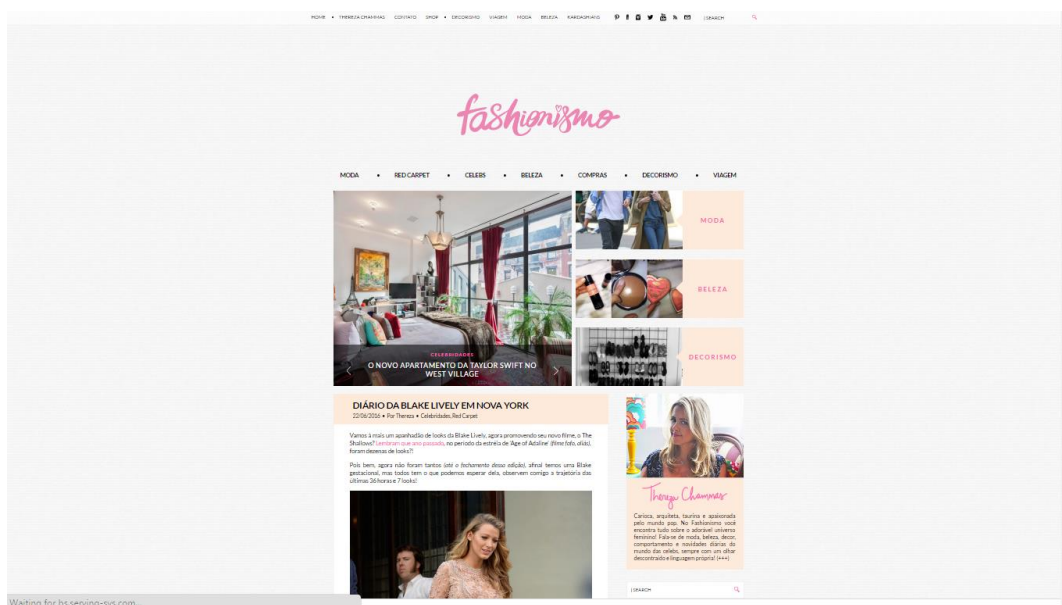 HOME • THEREZA CHAMMAS CONTATO SHOP • DECORISMO VIAGEM MODA BELEZA KARDASHIANS | SEARCH
fashionismo
MODA • RED CARPET • CELEBS • BELEZA • COMPRAS • DECORISMO • VIAGEM
MODA
BELEZA
DECORISMO
CELEBRIDADES
O NOVO APARTAMENTO DA TAYLOR SWIFT NO
WEST VILLAGE
DIÁRIO DA BLAKE LIVELY EM NOVA YORK
22/06/2016 • Por Thereza • Celebridades, Red Carpet
Vamos à mais um apanhadão de looks da Blake Lively, agora promovendo seu novo filme, o The
Shallows? Lembram que ano passado, no período da estreia de 'Age of Adaline' (filme fofo, aliás),
foram dezenas de looks?!
Pois bem, agora não foram tantos (até o fechamento dessa edição), afinal temos uma Blake
gestacional, mas todos tem o que podemos esperar dela, observem comigo a trajetória das
últimas 36 horas e 7 looks!
Thereza Chammas
Carioca, arquiteta, taurina e apaixonada
pelo mundo pop. No Fashionismo você
encontra tudo sobre o adorável universo
feminino! Fala-se de moda, beleza, decor,
comportamento e novidades diárias do
mundo das celebs, sempre com um olhar
descontraído e linguagem própria! (+++)
| SEARCH
Waiting for bs.serving-sys.com